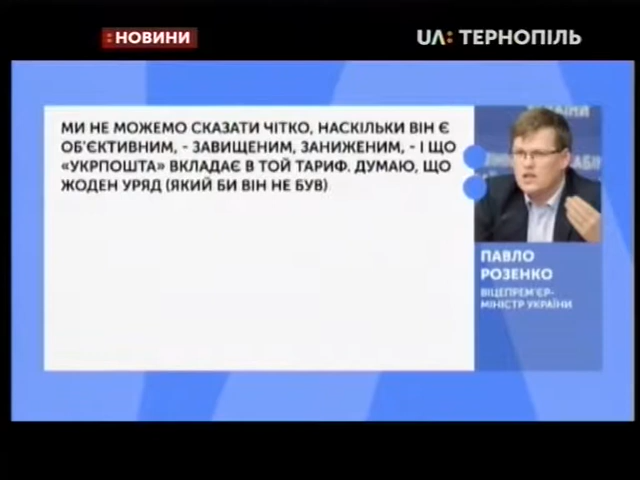 :НОВИНИ
UA: ТЕРНОПІЛЬ
МИ НЕ МОЖЕМО СКАЗАТИ ЧІТКО, НАСКІЛЬКИ ВІН Є
ОБ'ЄКТИВНИМ, - ЗАВИЩЕНИМ, ЗАНИЖЕНИМ, - І ЩО
«УКРПОШТА» ВКЛАДАЄ В ТОЙ ТАРИФ. ДУМАЮ, ЩО
ЖОДЕН УРЯД (ЯКИЙ БИ ВІН НЕ БУВ)
ПАВЛО
РОЗЕНКО
ВІЦЕПРЕМ'ЄР-
МІНІСТР УКРАЇНИ